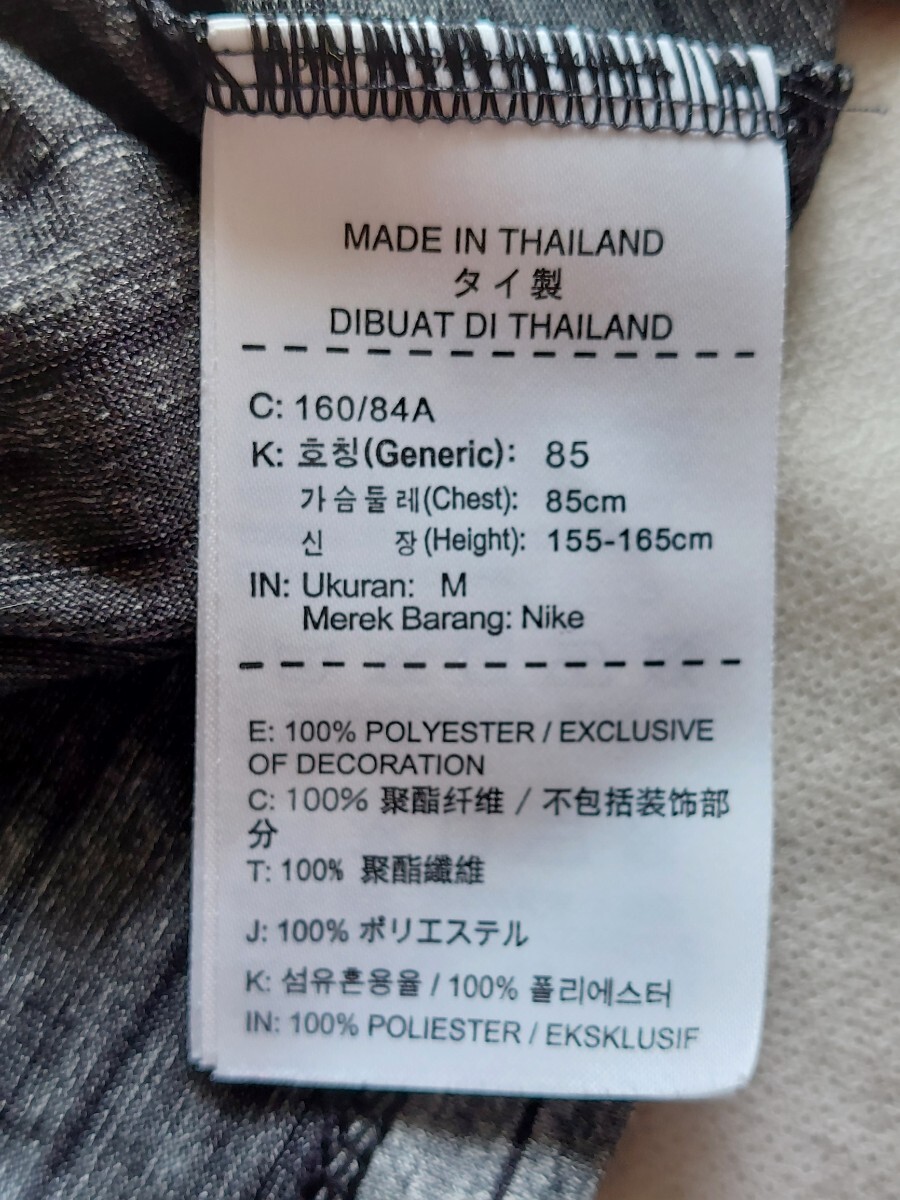 MADE IN THAILAND
タイ製
DIBUAT DI THAILAND
C: 160/84A
K: 호칭(Generic): 85
가슴둘레(Chest): 85cm
신 장(Height): 155-165cm
IN: Ukuran: M
Merek Barang: Nike
E: 100% POLYESTER / EXCLUSIVE
OF DECORATION
C: 100% 聚酯纤维 / 不包括装饰部
分
T: 100% 聚酯纖維
J: 100% ポリエステル
K: 섬유혼용율 / 100% 폴리에스터
IN: 100% POLIESTER / EKSKLUSIF